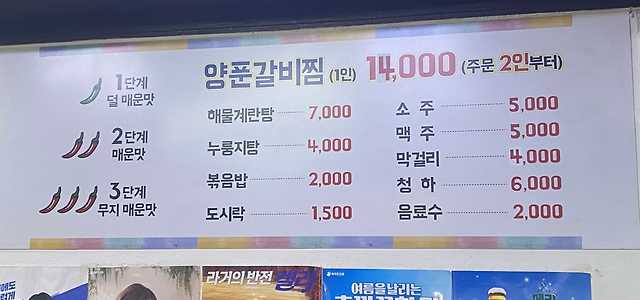 1단계
덜 매운맛
2단계
매운맛
3단계
무지 매운맛
양푼갈비찜 (1인) 14,000 (주문 2인부터)
해물계란탕 7,000
누룽지탕 4,000
볶음밥 2,000
도시락 1,500
소주 5,000
맥주 5,000
막걸리 4,000
청하 6,000
음료수 2,000
라거의 반전
여름을 날리는